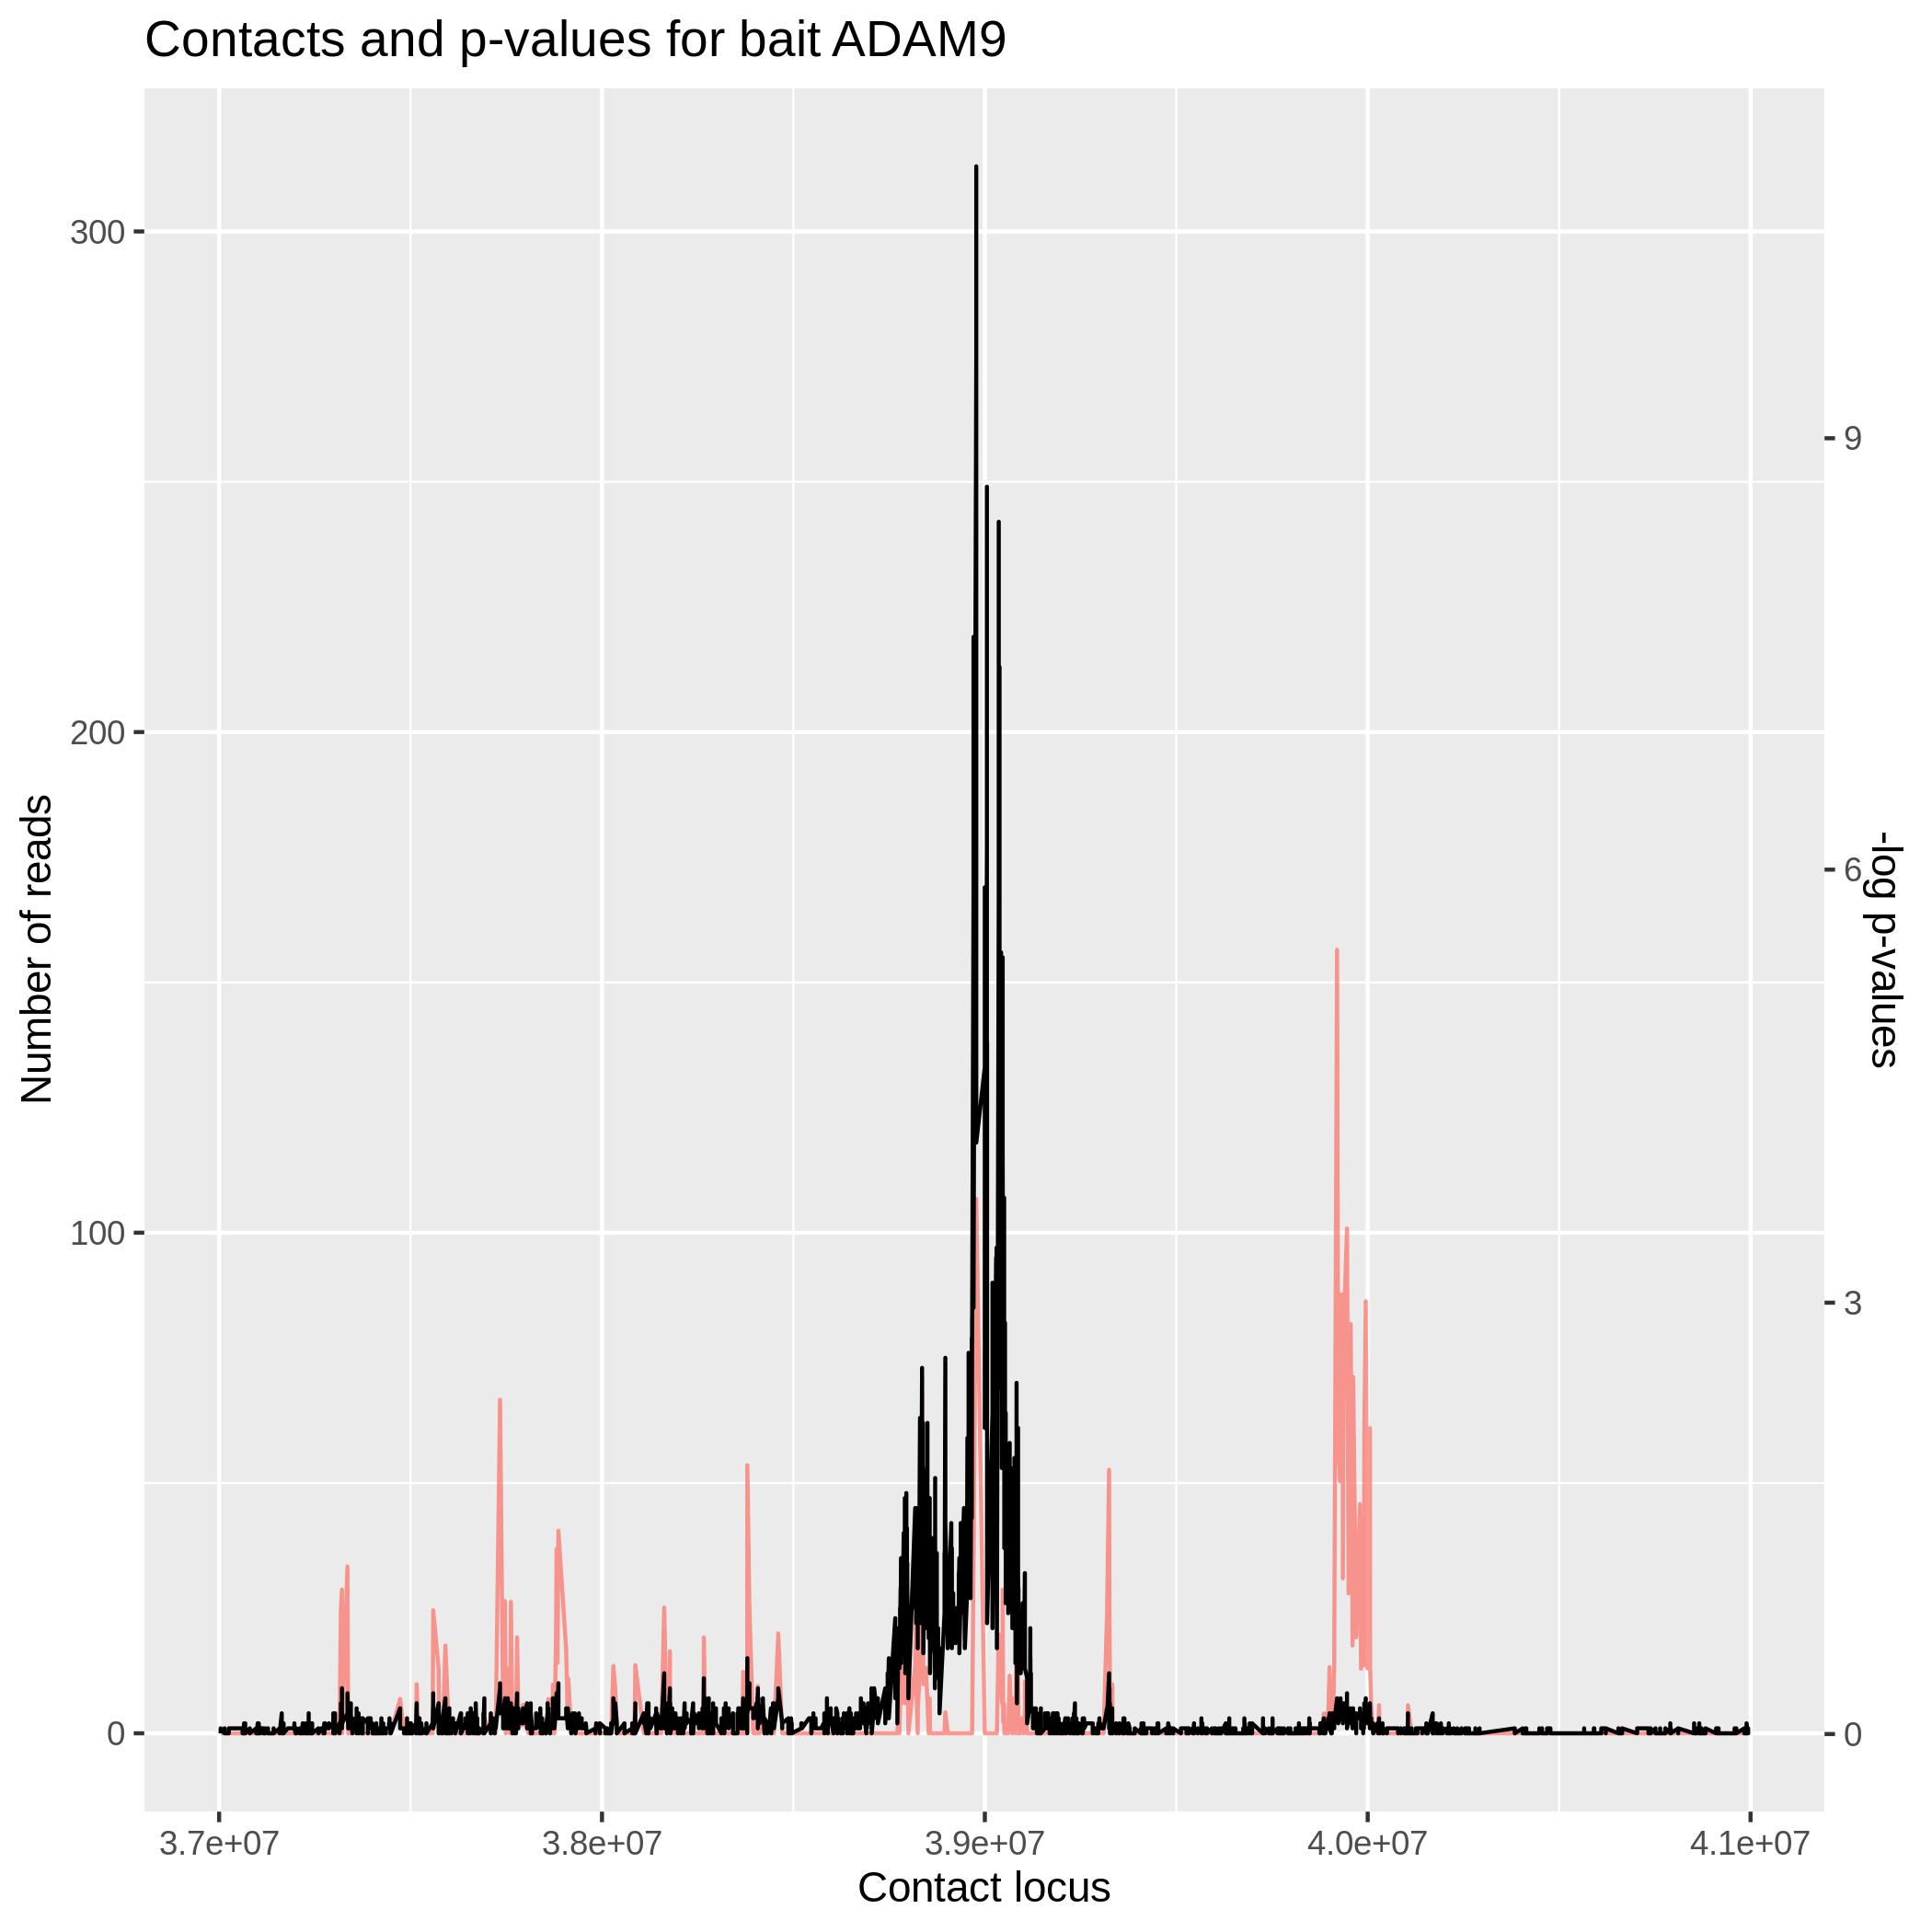 Contacts and p-values for bait ADAM9
300
200
100
0
Number of reads
9
6
3
0
-log p-values
3.7e+07
3.8e+07
3.9e+07
4.0e+07
4.1e+07
Contact locus